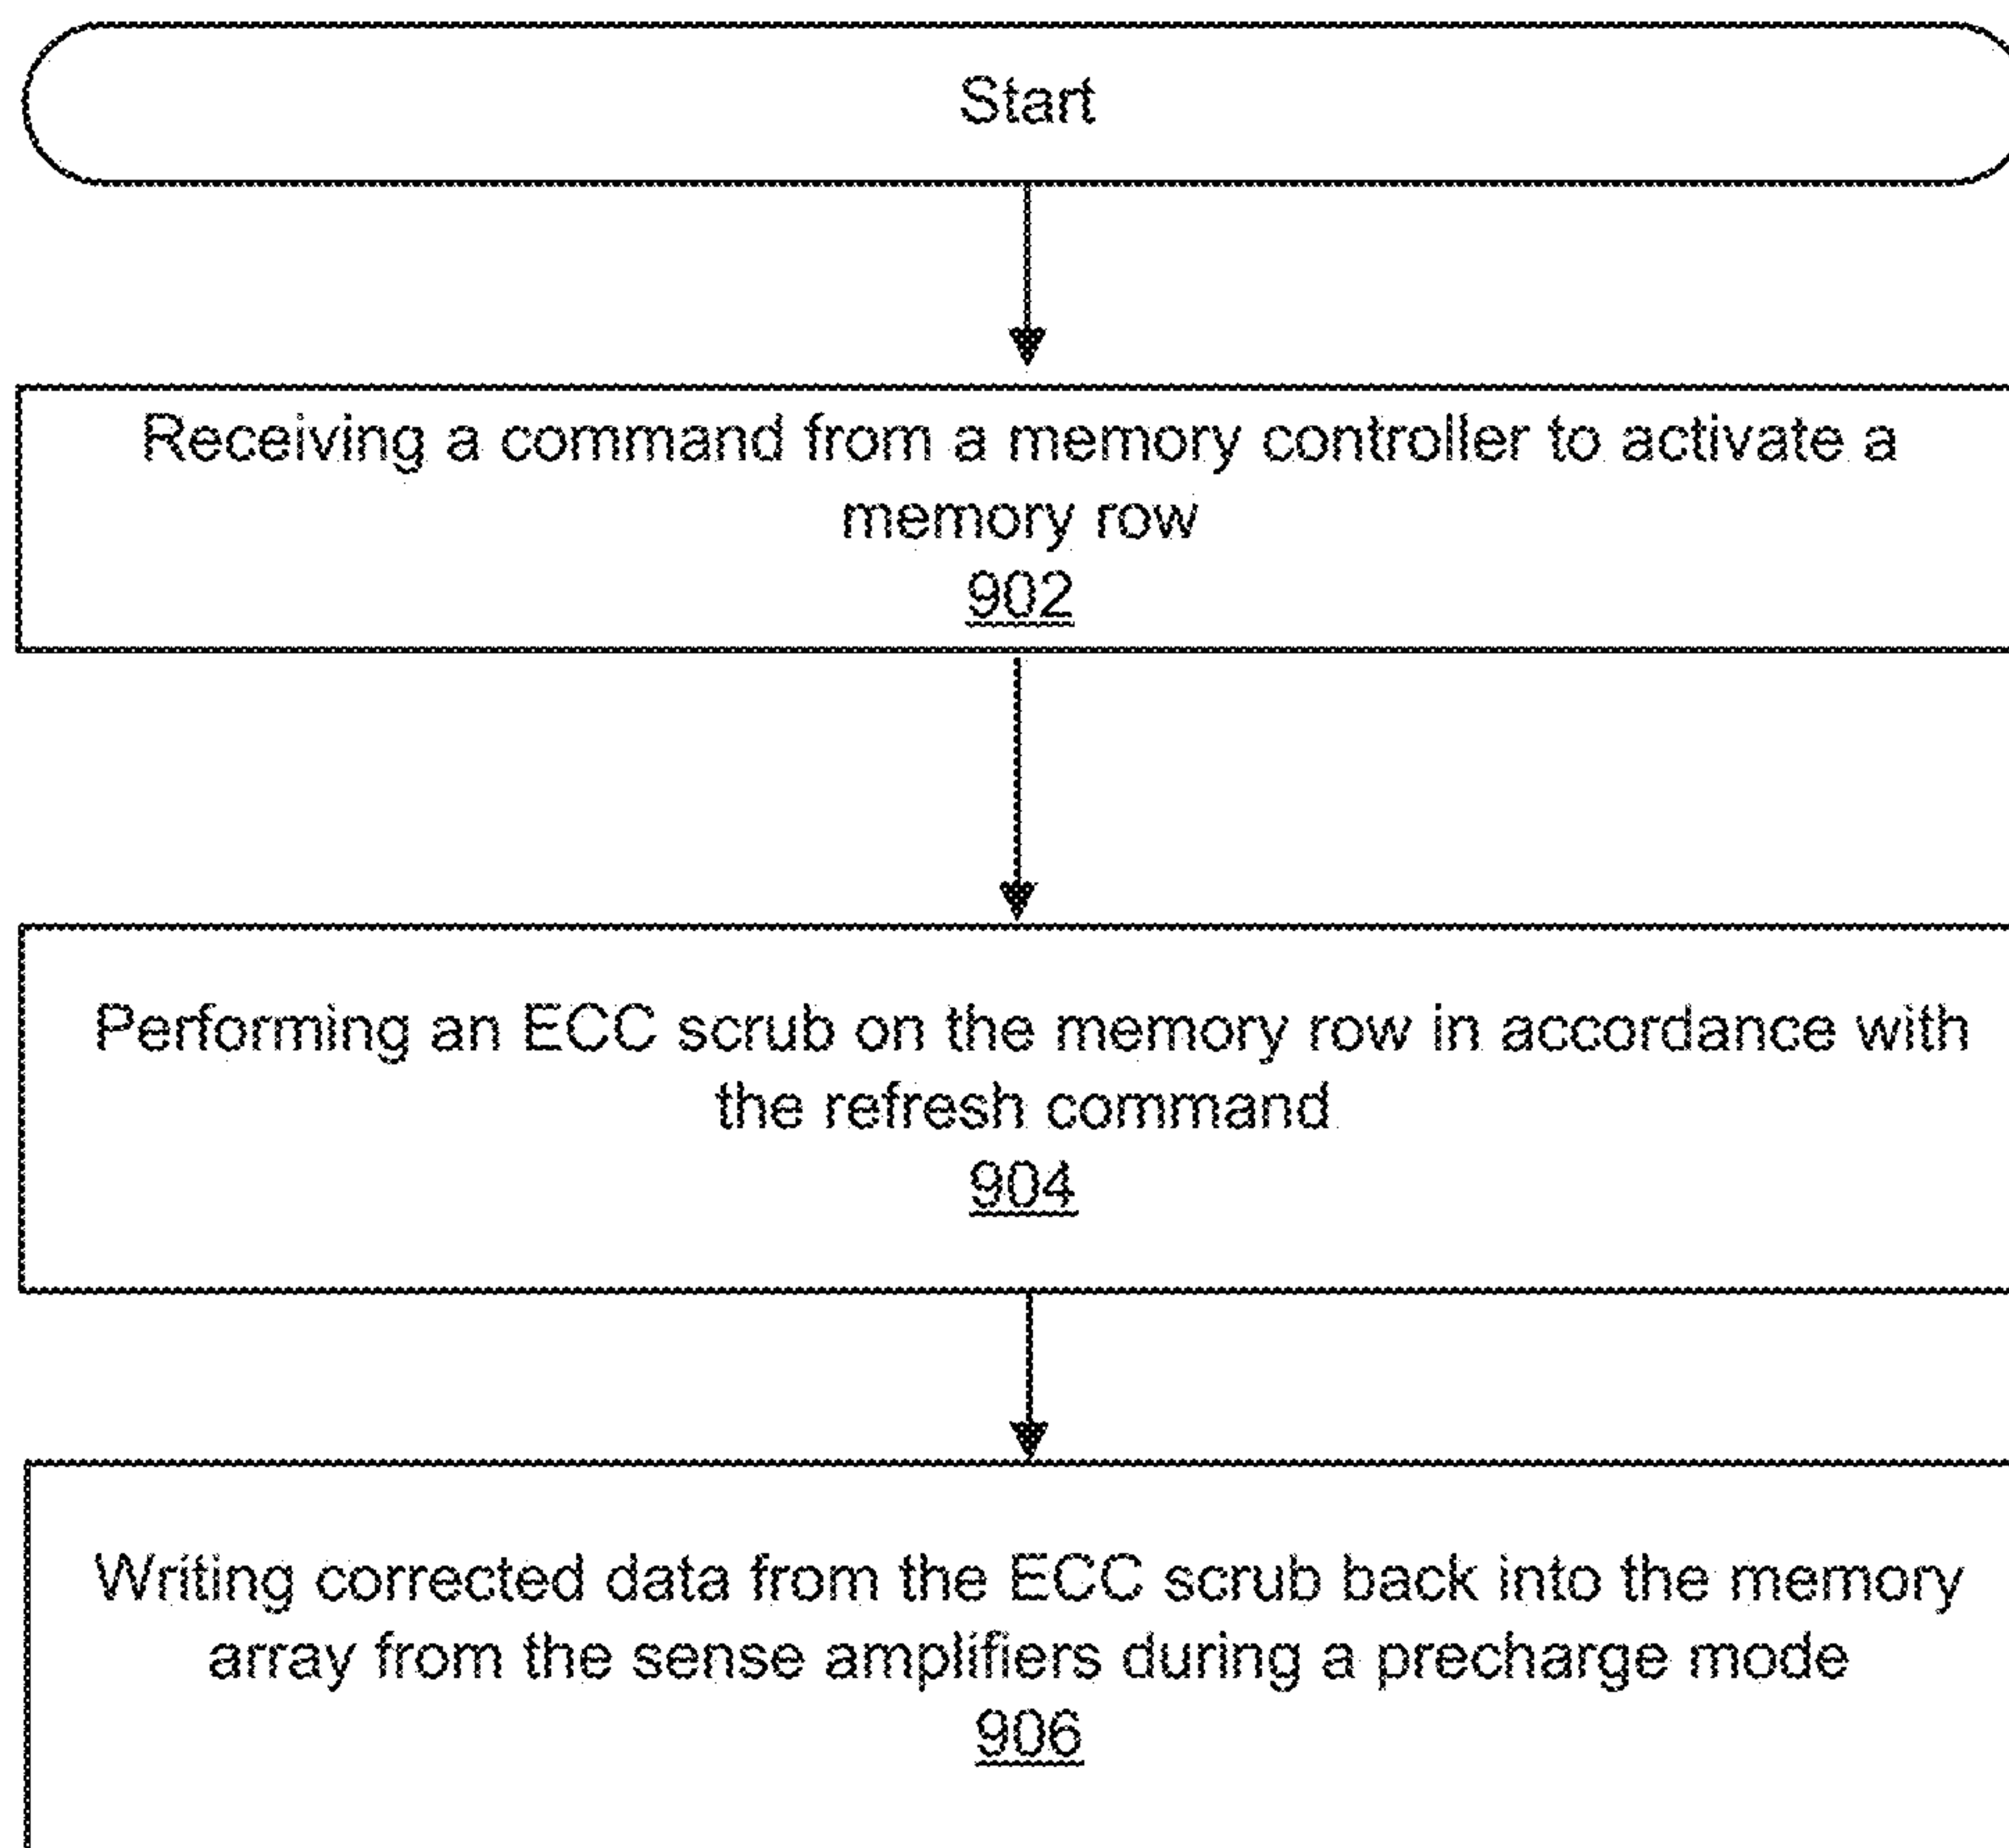 Start
Receiving a command from a memory controller to activate a
memory row
902
Performing an ECC scrub on the memory row in accordance with
the refresh command
904
Writing corrected data from the ECC scrub back into the memory
array from the sense amplifiers during a precharge mode
906